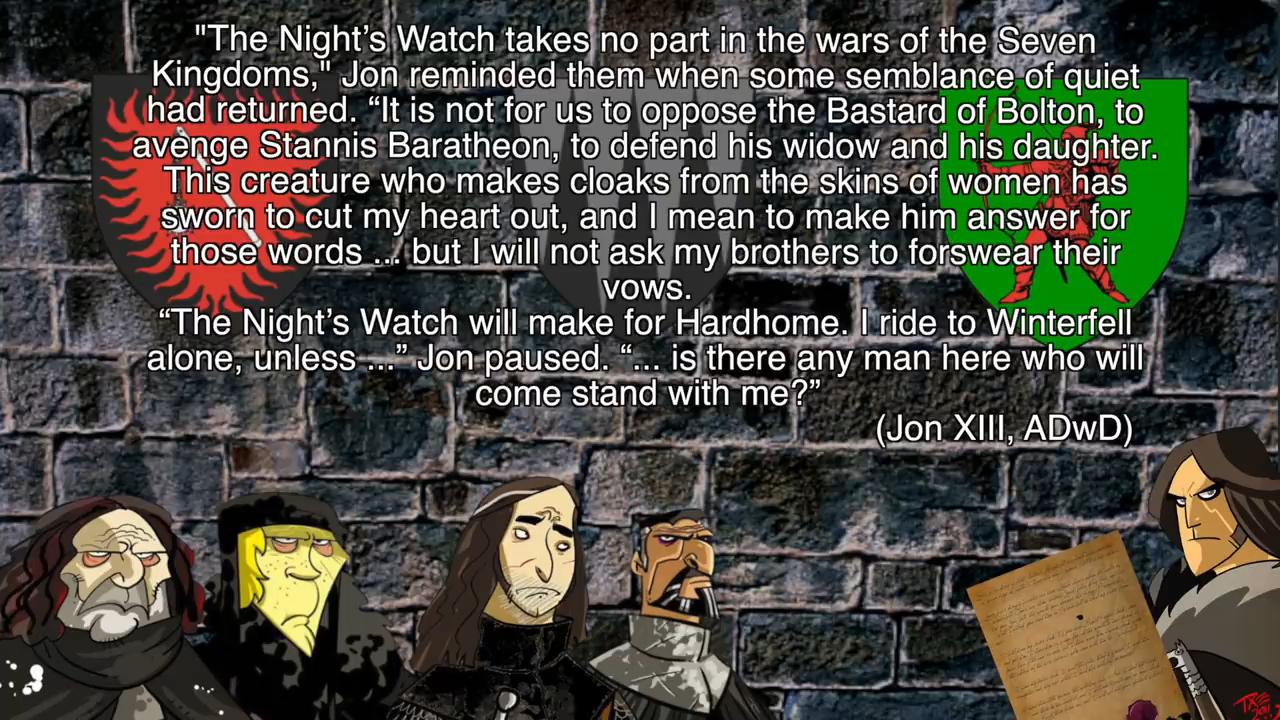 "The Night’s Watch takes no part in the wars of the Seven
Kingdoms," Jon reminded them when some semblance of quiet
had returned. “It is not for us to oppose the Bastard of Bolton, to
avenge Stannis Baratheon, to defend his widow and his daughter.
This creature who makes cloaks from the skins of women has
sworn to cut my heart out, and I mean to make him answer for
those words ... but I will not ask my brothers to forswear their
vows.
“The Night’s Watch will make for Hardhome. I ride to Winterfell
alone, unless ...” Jon paused. “... is there any man here who will
come stand with me?”
(Jon XIII, ADwD)